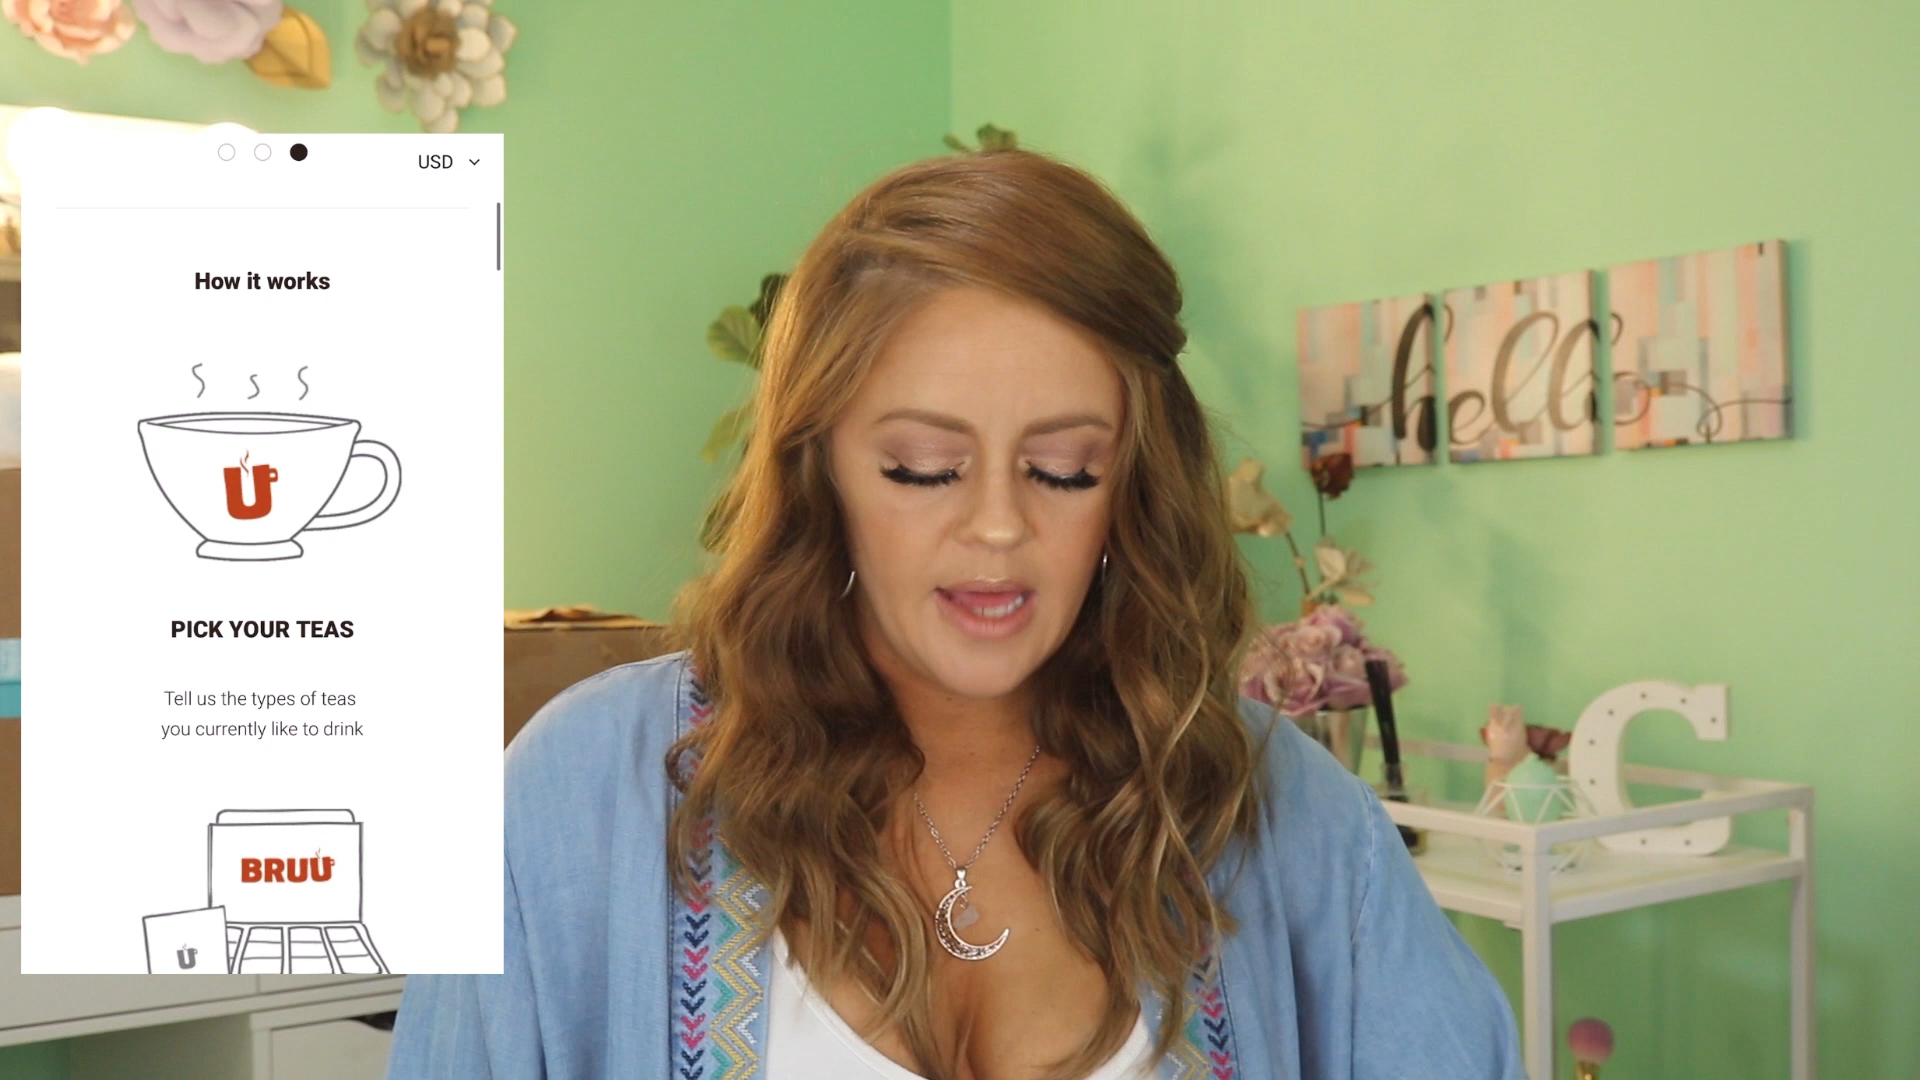 USD
How it works
U
PICK YOUR TEAS
Tell us the types of teas
you currently like to drink
BRUU
U
hello
C